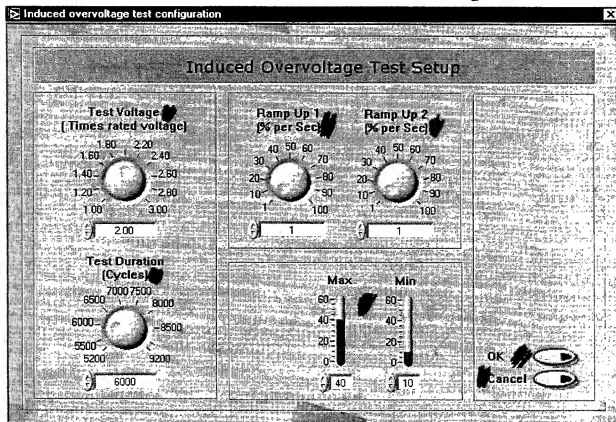 Induced overvoltage test configuration
Induced Overvoltage Test Setup
Test Voltage
(Times rated voltage)
1.80 2.20
1.60 2.40
1.40 2.60
1.20 2.80
1.00 3.00
2.00
Ramp Up 1
(% per Sec)
40 50 60
30 70
20 80
10 90
1 100
1
Ramp Up 2
(% per Sec)
40 50 60
30 70
20 80
10 90
1 100
1
Test Duration
(Cycles)
7000 7500
6500 8000
6000 8500
5500
5200 9200
6000
Max
60
40
20
0
40
Min
60
40
20
0
10
OK
Cancel